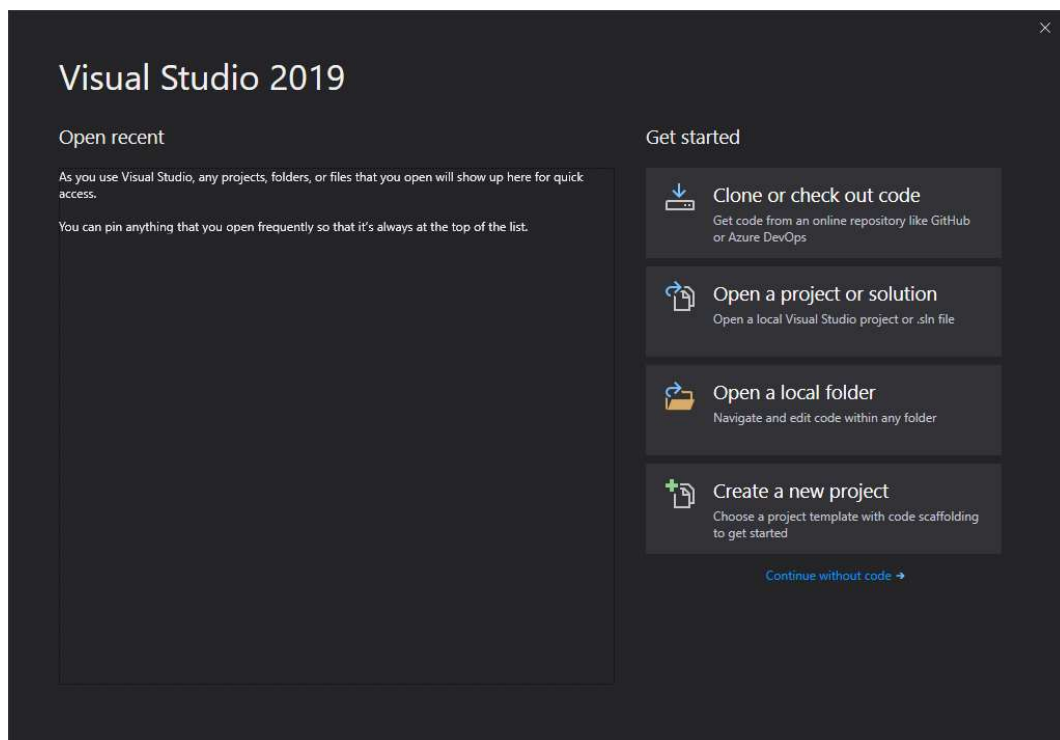 Visual Studio 2019
Open recent
As you use Visual Studio, any projects, folders, or files that you open will show up here for quick
access.
You can pin anything that you open frequently so that it's always at the top of the list.
Get started
Clone or check out code
Get code from an online repository like GitHub
or Azure DevOps
Open a project or solution
Open a local Visual Studio project or .sln file
Open a local folder
Navigate and edit code within any folder
Create a new project
Choose a project template with code scaffolding
to get started
Continue without code →